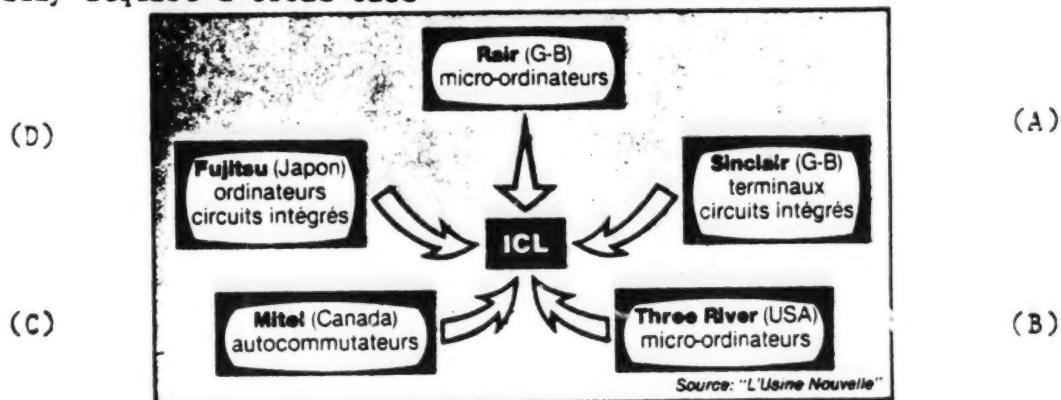 Rair (G-B)
micro-ordinateurs
(D)
(A)
Fujitsu (Japon)
ordinateurs
circuits intégrés
Sinclair (G-B)
terminaux
circuits intégrés
ICL
(C)
Mitel (Canada)
autocommutateurs
Three River (USA)
micro-ordinateurs
(B)
Source: "L'Usine Nouvelle"